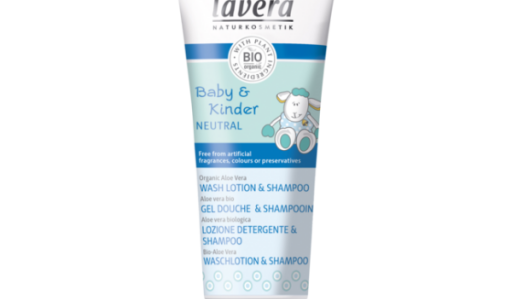 lavera
NATURKOSMETIK
WITH PLANT INGREDIENTS
BIO
organic
Baby &
Kinder
NEUTRAL
Free from artificial
fragrances, colours or preservatives
Organic Aloe Vera
WASH LOTION & SHAMPOO
Aloe vera bio
GEL DOUCHE & SHAMPOOIN
Aloe vera biologica
LOZIONE DETERGENTE &
SHAMPOO
Bio-Aloe Vera
WASCHLOTION & SHAMPOO